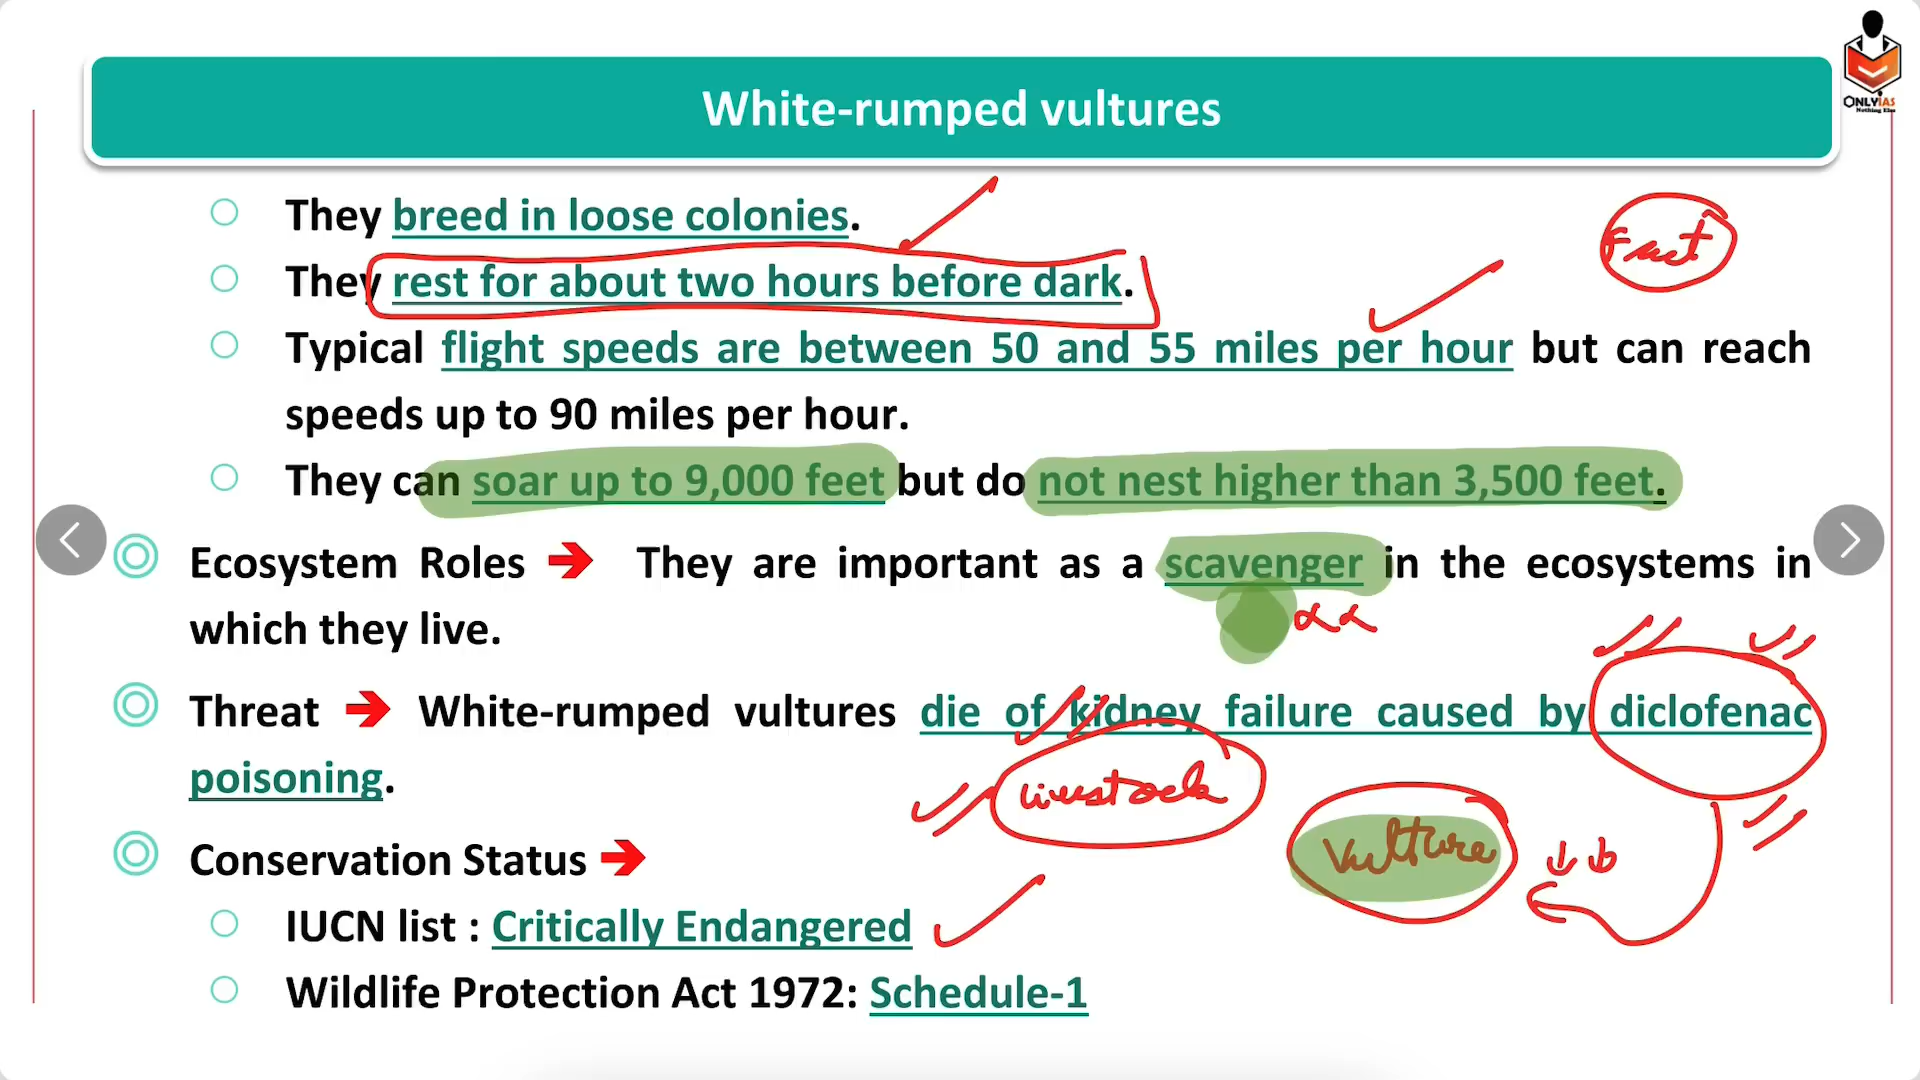 White-rumped vultures
ONLYIAS
Nothing Else
They breed in loose colonies.
Fact
They rest for about two hours before dark.
Typical flight speeds are between 50 and 55 miles per hour but can reach
speeds up to 90 miles per hour.
They can soar up to 9,000 feet but do not nest higher than 3,500 feet.
Ecosystem Roles ➔ They are important as a scavenger in the ecosystems in
which they live.
Threat ➔ White-rumped vultures die of kidney failure caused by diclofenac
poisoning.
Livestock
Vulture
Conservation Status ➔
IUCN list : Critically Endangered
Wildlife Protection Act 1972: Schedule-1